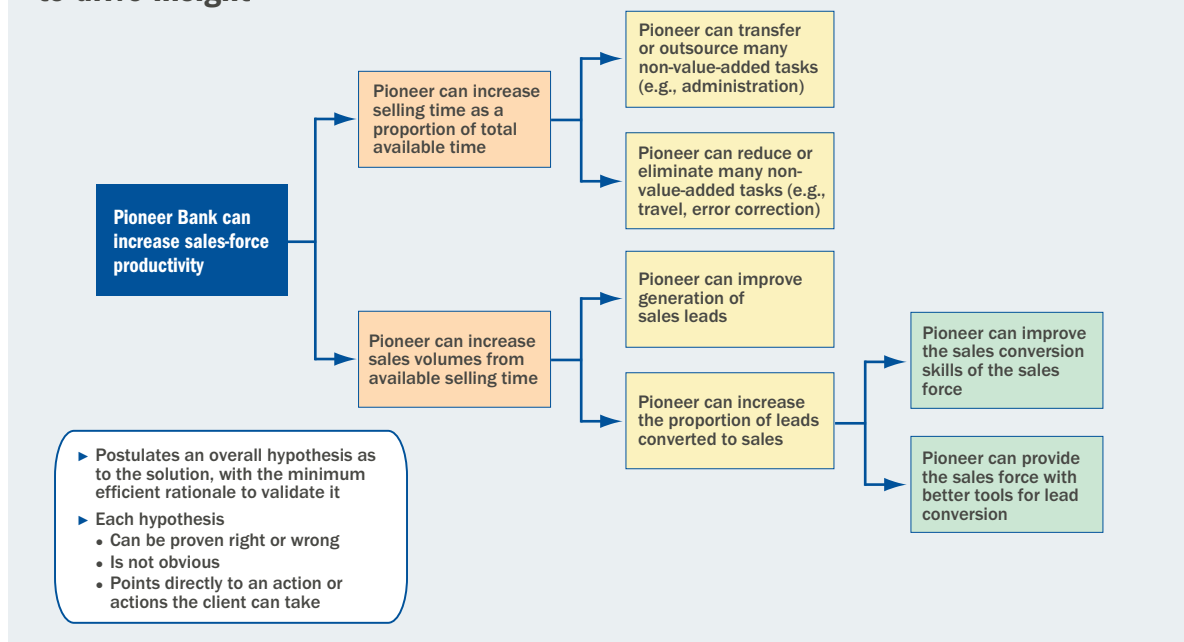 to drive insight
Pioneer can transfer
or outsource many
non-value-added tasks
(e.g., administration)
Pioneer can increase
selling time as a
proportion of total
available time
Pioneer can reduce or
eliminate many non-
value-added tasks (e.g.,
travel, error correction)
Pioneer Bank can
increase sales-force
productivity
Pioneer can improve
generation of
sales leads
Pioneer can increase
sales volumes from
available selling time
Pioneer can improve
the sales conversion
skills of the sales
force
Pioneer can increase
the proportion of leads
converted to sales
Pioneer can provide
the sales force with
better tools for lead
conversion
► Postulates an overall hypothesis as
to the solution, with the minimum
efficient rationale to validate it
► Each hypothesis
• Can be proven right or wrong
• Is not obvious
• Points directly to an action or
actions the client can take